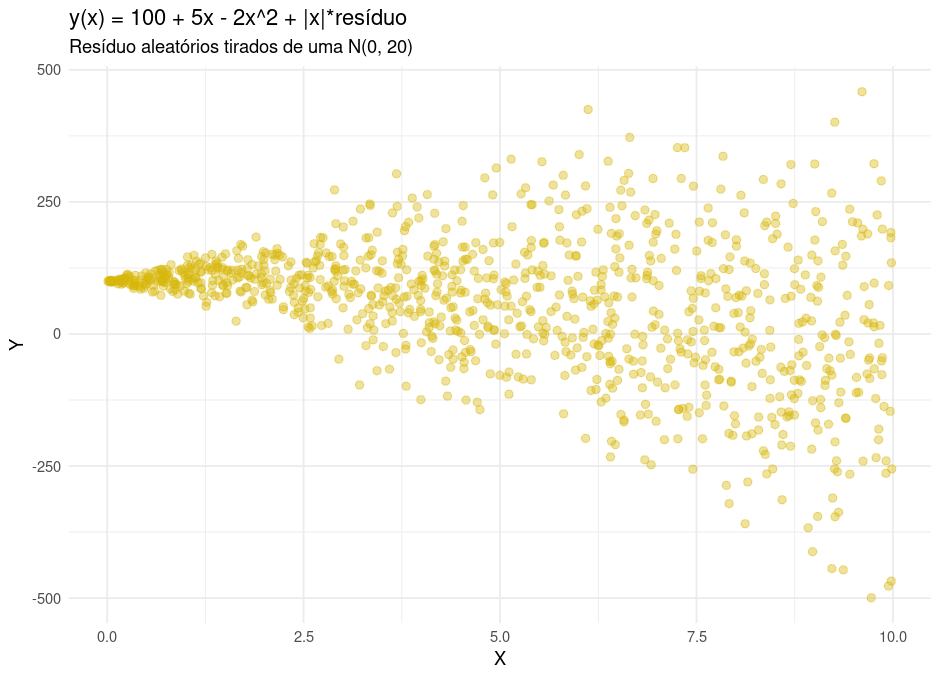 y(x) = 100 + 5x - 2x^2 + |x|*resíduo
Resíduo aleatórios tirados de uma N(0, 20)
500
250
0
-250
-500
Y
0.0 2.5 5.0 7.5 10.0
X